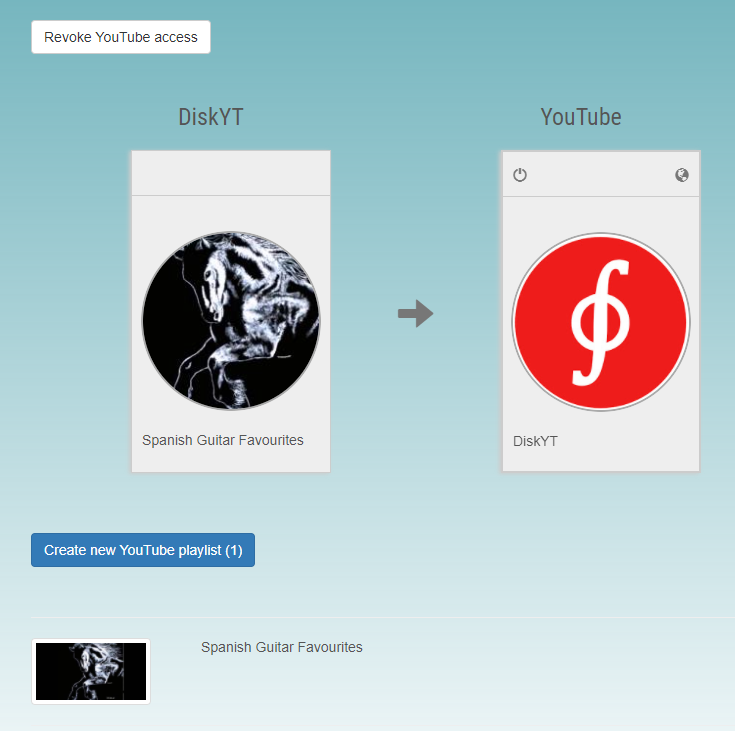 Revoke YouTube access
DiskYT
YouTube
Spanish Guitar Favourites
DiskYT
Create new YouTube playlist (1)
Spanish Guitar Favourites